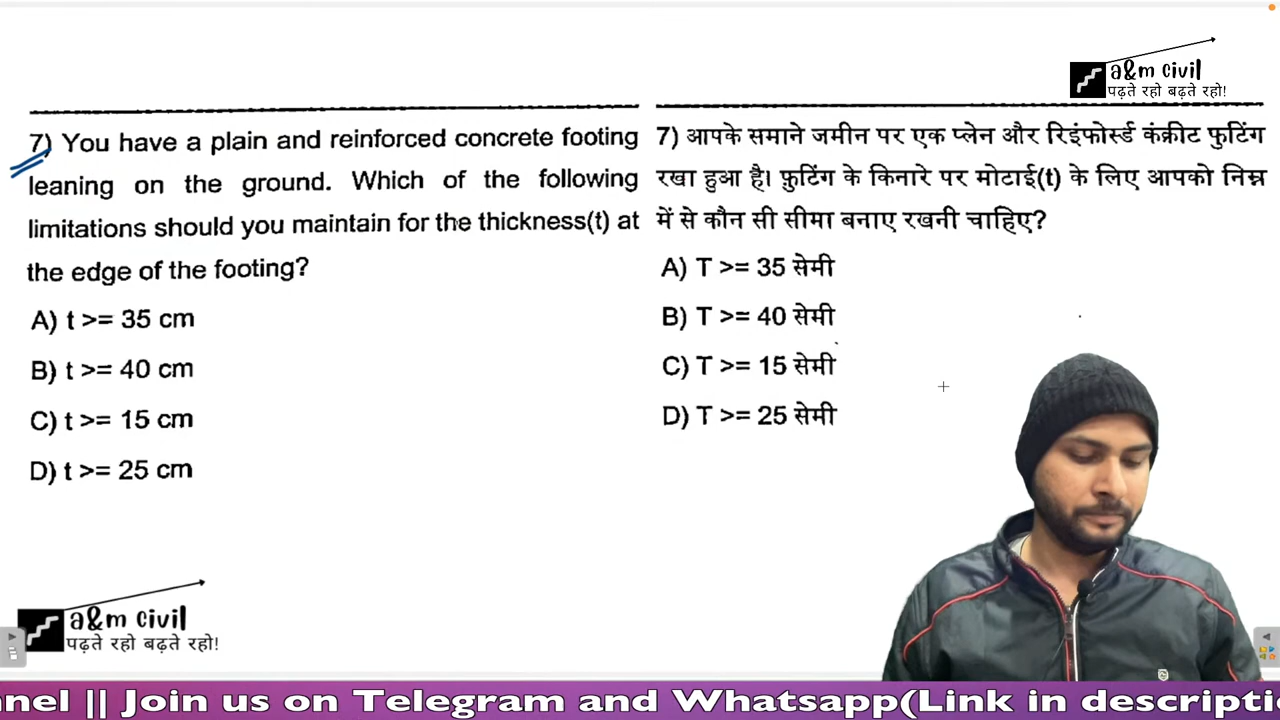 a&m civil
पढ़ते रहो बढ़ते रहो!
7) You have a plain and reinforced concrete footing
leaning on the ground. Which of the following
limitations should you maintain for the thickness(t) at
the edge of the footing?
A) t >= 35 cm
B) t >= 40 cm
C) t >= 15 cm
D) t >= 25 cm
7) आपके समाने जमीन पर एक प्लेन और रिइंफोर्स्ड कंक्रीट फुटिंग
रखा हुआ है। फ़ुटिंग के किनारे पर मोटाई(t) के लिए आपको निम्न
में से कौन सी सीमा बनाए रखनी चाहिए?
A) T >= 35 सेमी
B) T >= 40 सेमी
C) T >= 15 सेमी
D) T >= 25 सेमी
a&m civil
पढ़ते रहो बढ़ते रहो!
nnel || Join us on Telegram and Whatsapp(Link in descripti